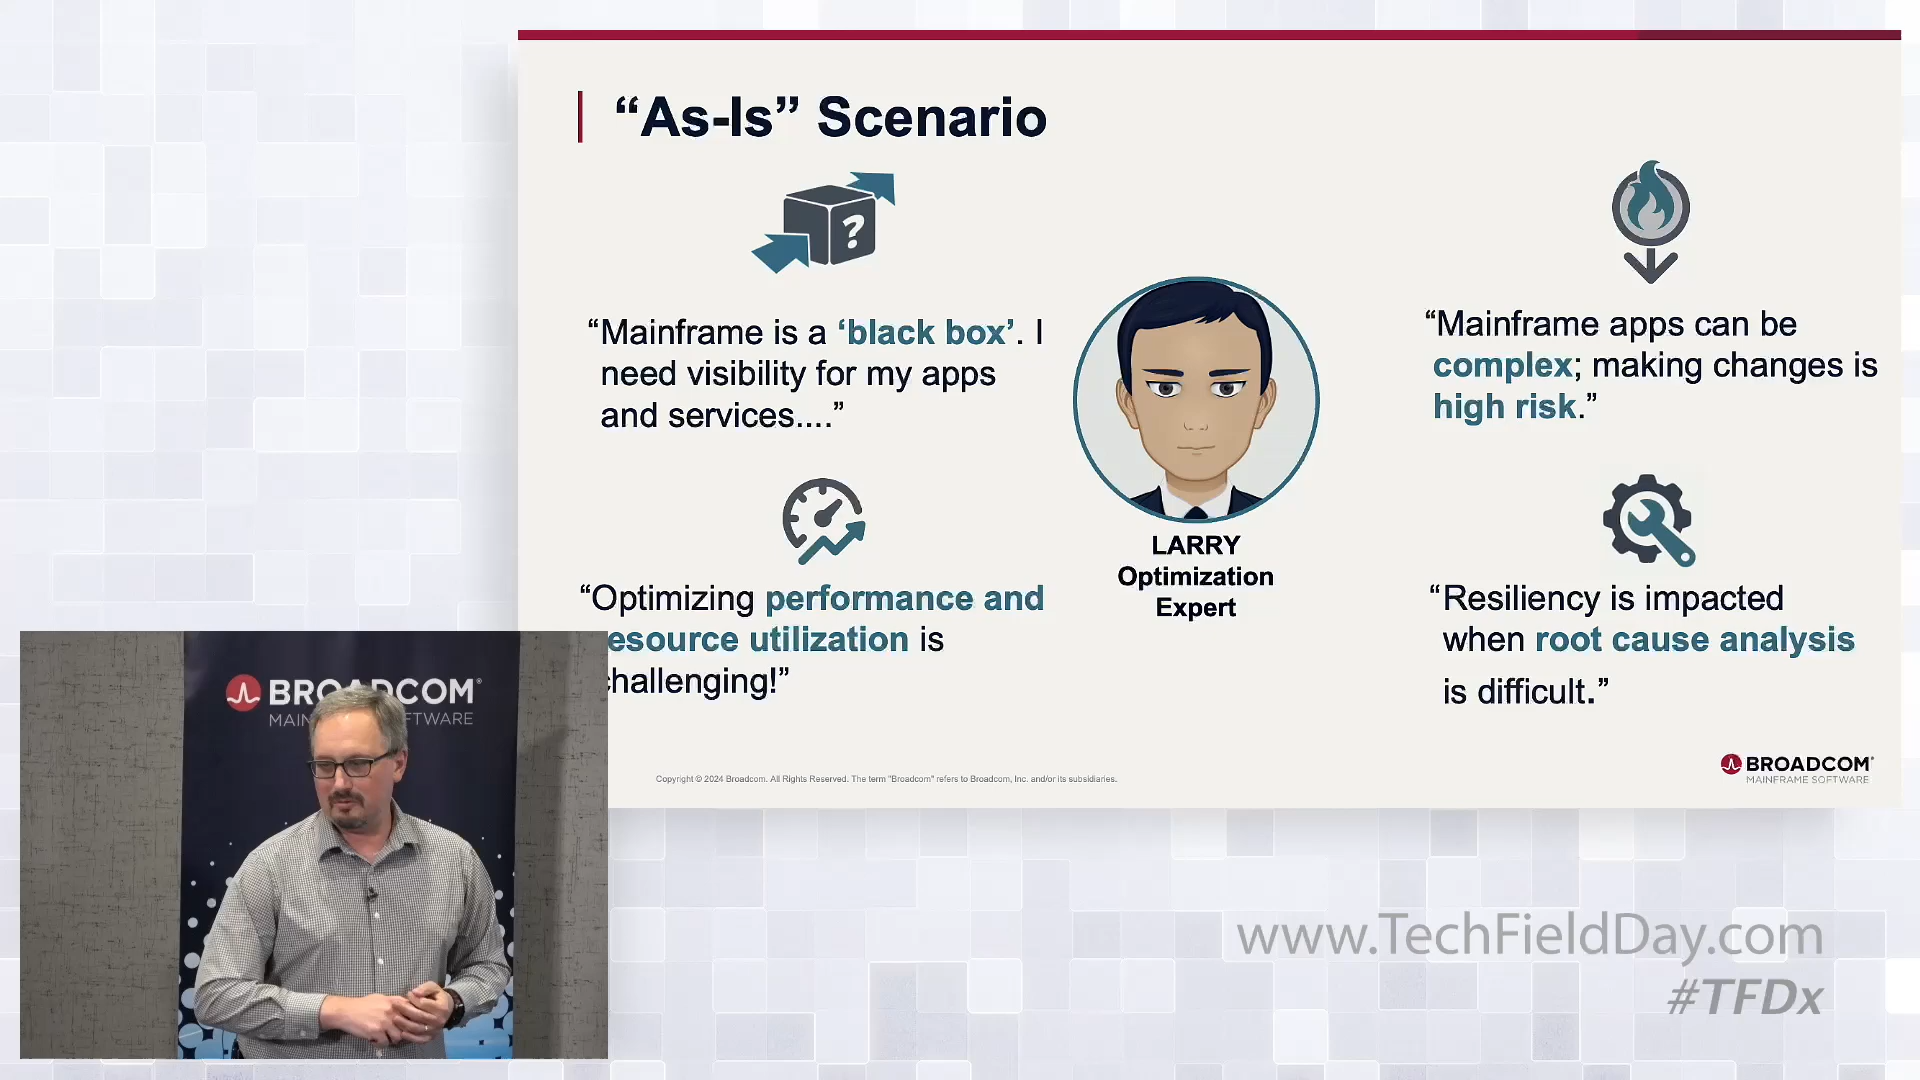 “As-Is” Scenario
“Mainframe is a ‘black box’. I
need visibility for my apps
and services....”
“Mainframe apps can be
complex; making changes is
high risk.”
LARRY
Optimization
Expert
“Optimizing performance and
esource utilization is
challenging!”
“Resiliency is impacted
when root cause analysis
is difficult.”
Copyright © 2024 Broadcom. All Rights Reserved. The term "Broadcom" refers to Broadcom, Inc. and/or its subsidiaries.
BROADCOM®
MAINFRAME SOFTWARE
BROADCOM®
MAIN FTWARE
www.TechFieldDay.com
#TFDx